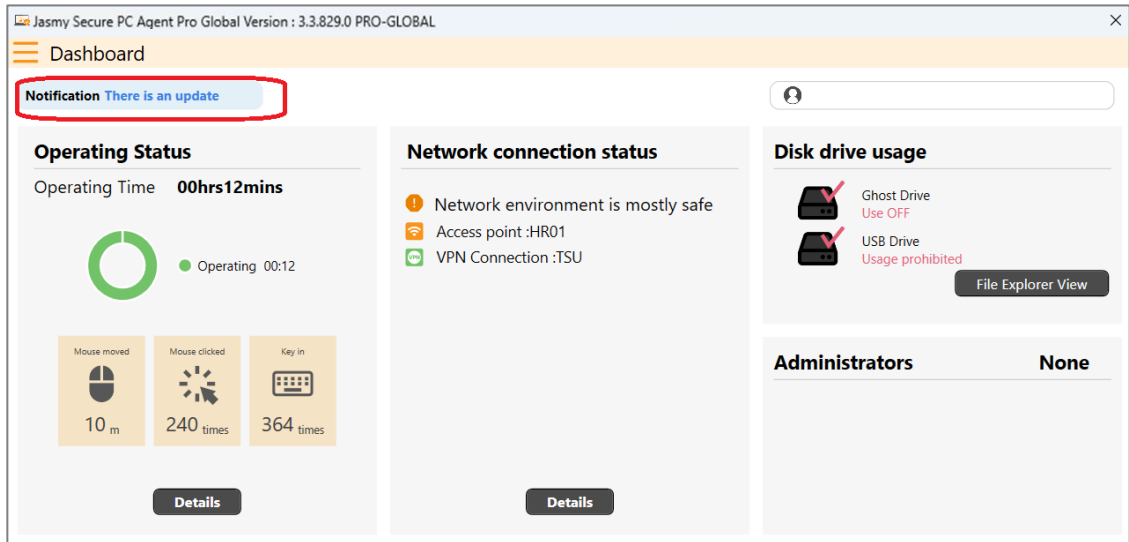 Jasmy Secure PC Agent Pro Global Version : 3.3.829.0 PRO-GLOBAL
Dashboard
Notification There is an update
Operating Status
Operating Time 00hrs12mins
Operating 00:12
Mouse moved
10 m
Mouse clicked
240 times
Key in
364 times
Details
Network connection status
Network environment is mostly safe
Access point :HR01
VPN
VPN Connection :TSU
Details
Disk drive usage
Ghost Drive
Use OFF
USB Drive
Usage prohibited
File Explorer View
Administrators None